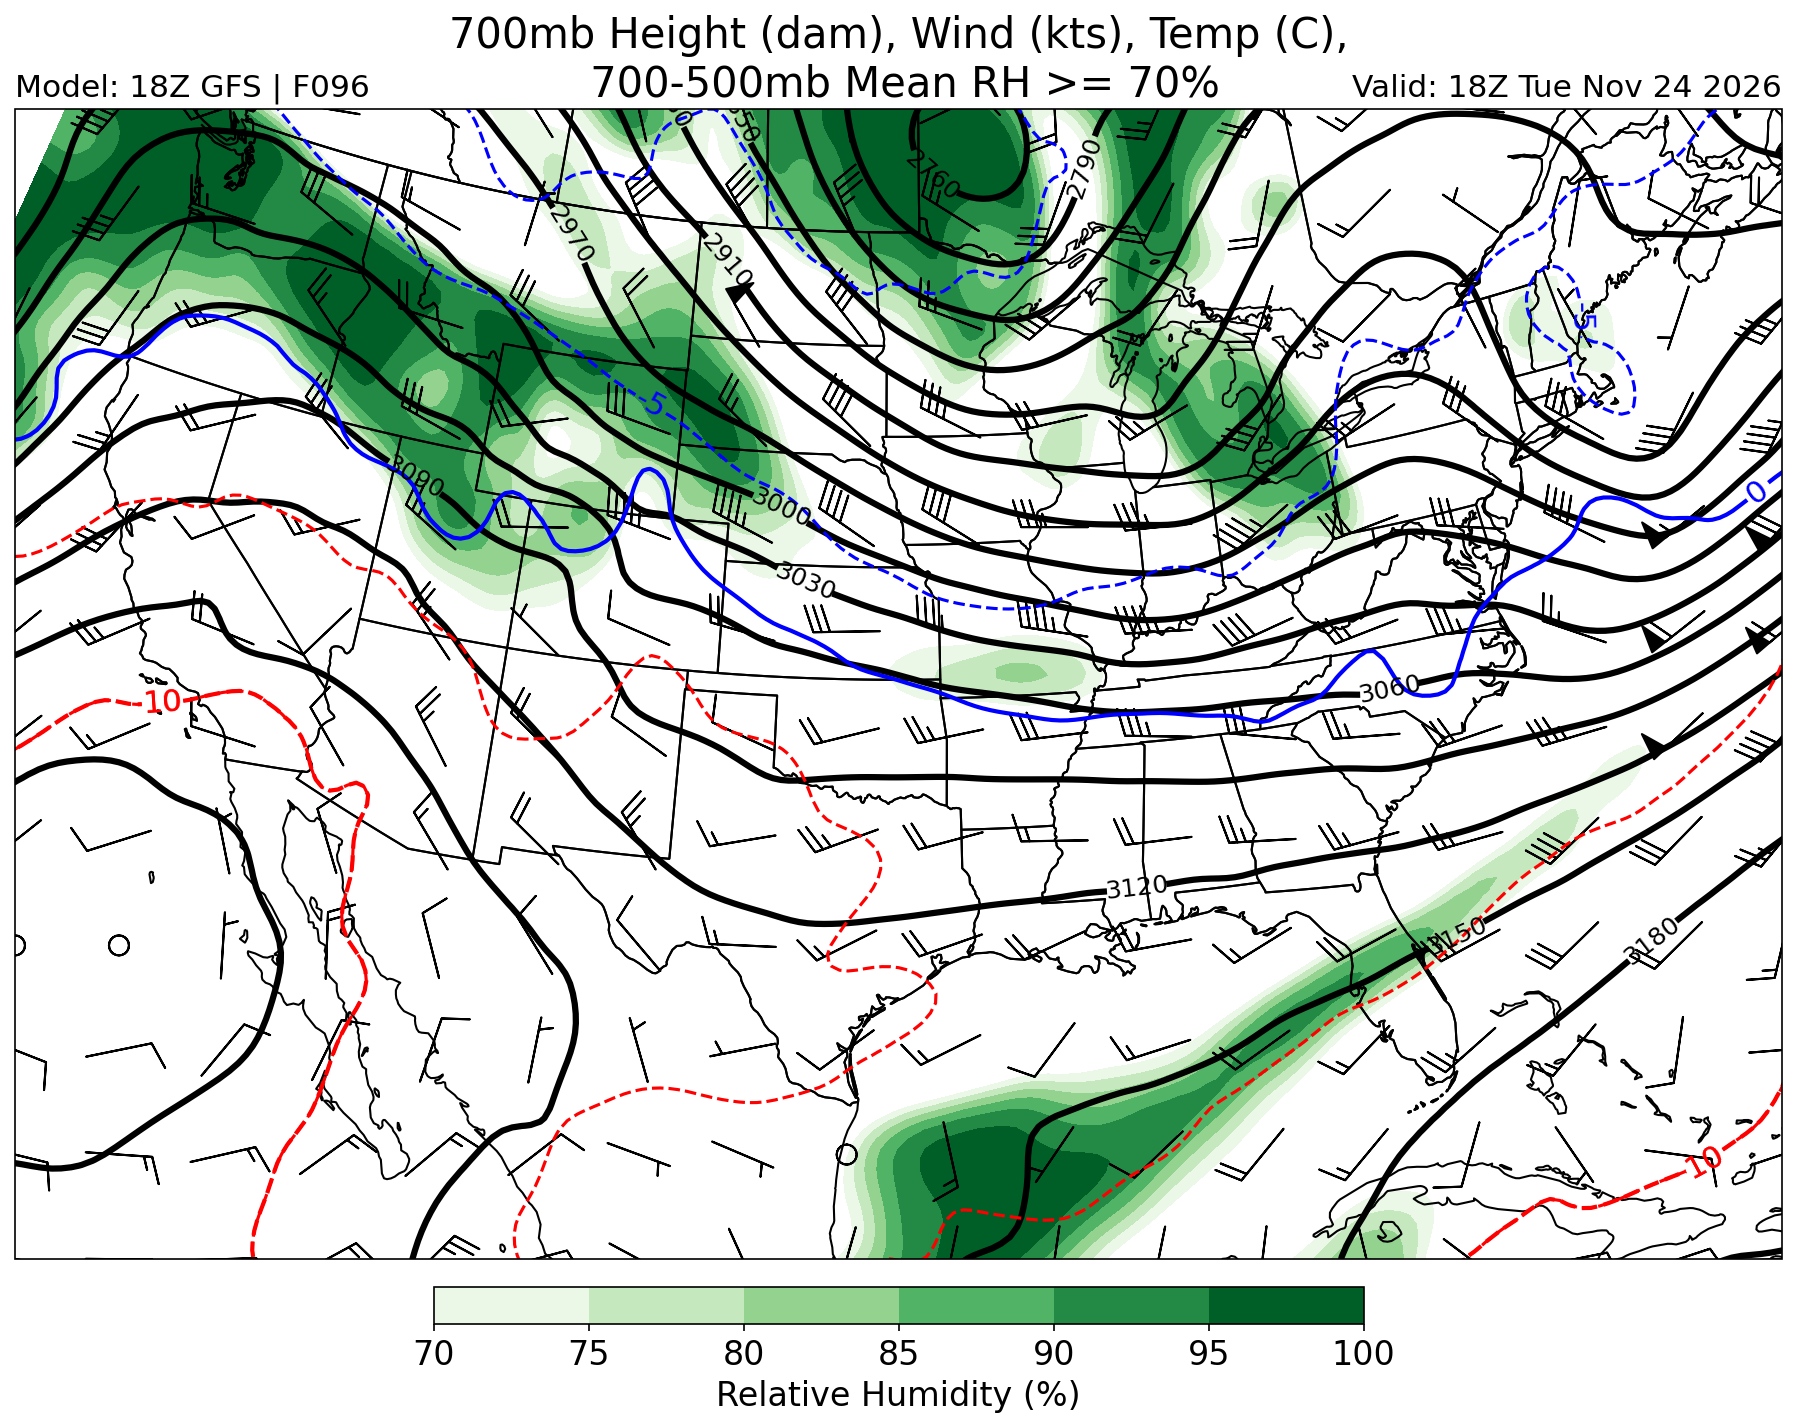 700mb Height (dam), Wind (kts), Temp (C),
700-500mb Mean RH >= 70%
Model: 18Z GFS | F096
Valid: 18Z Tue Nov 24 2026
2760
2790
2970
2910
-5
-5
3090
3000
0
3030
3060
10
3120
3150
3180
10
70 75 80 85 90 95 100
Relative Humidity (%)